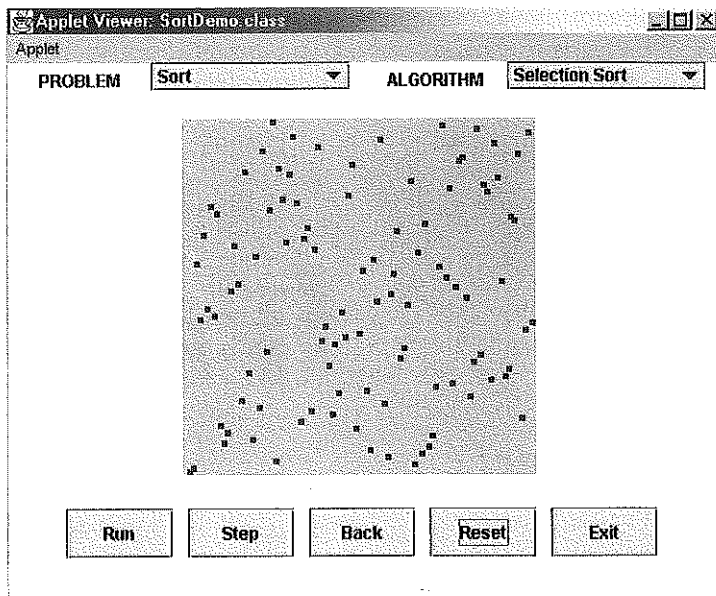 Applet Viewer: SortDemo.class
Applet
PROBLEM Sort ALGORITHM Selection Sort
Run Step Back Reset Exit